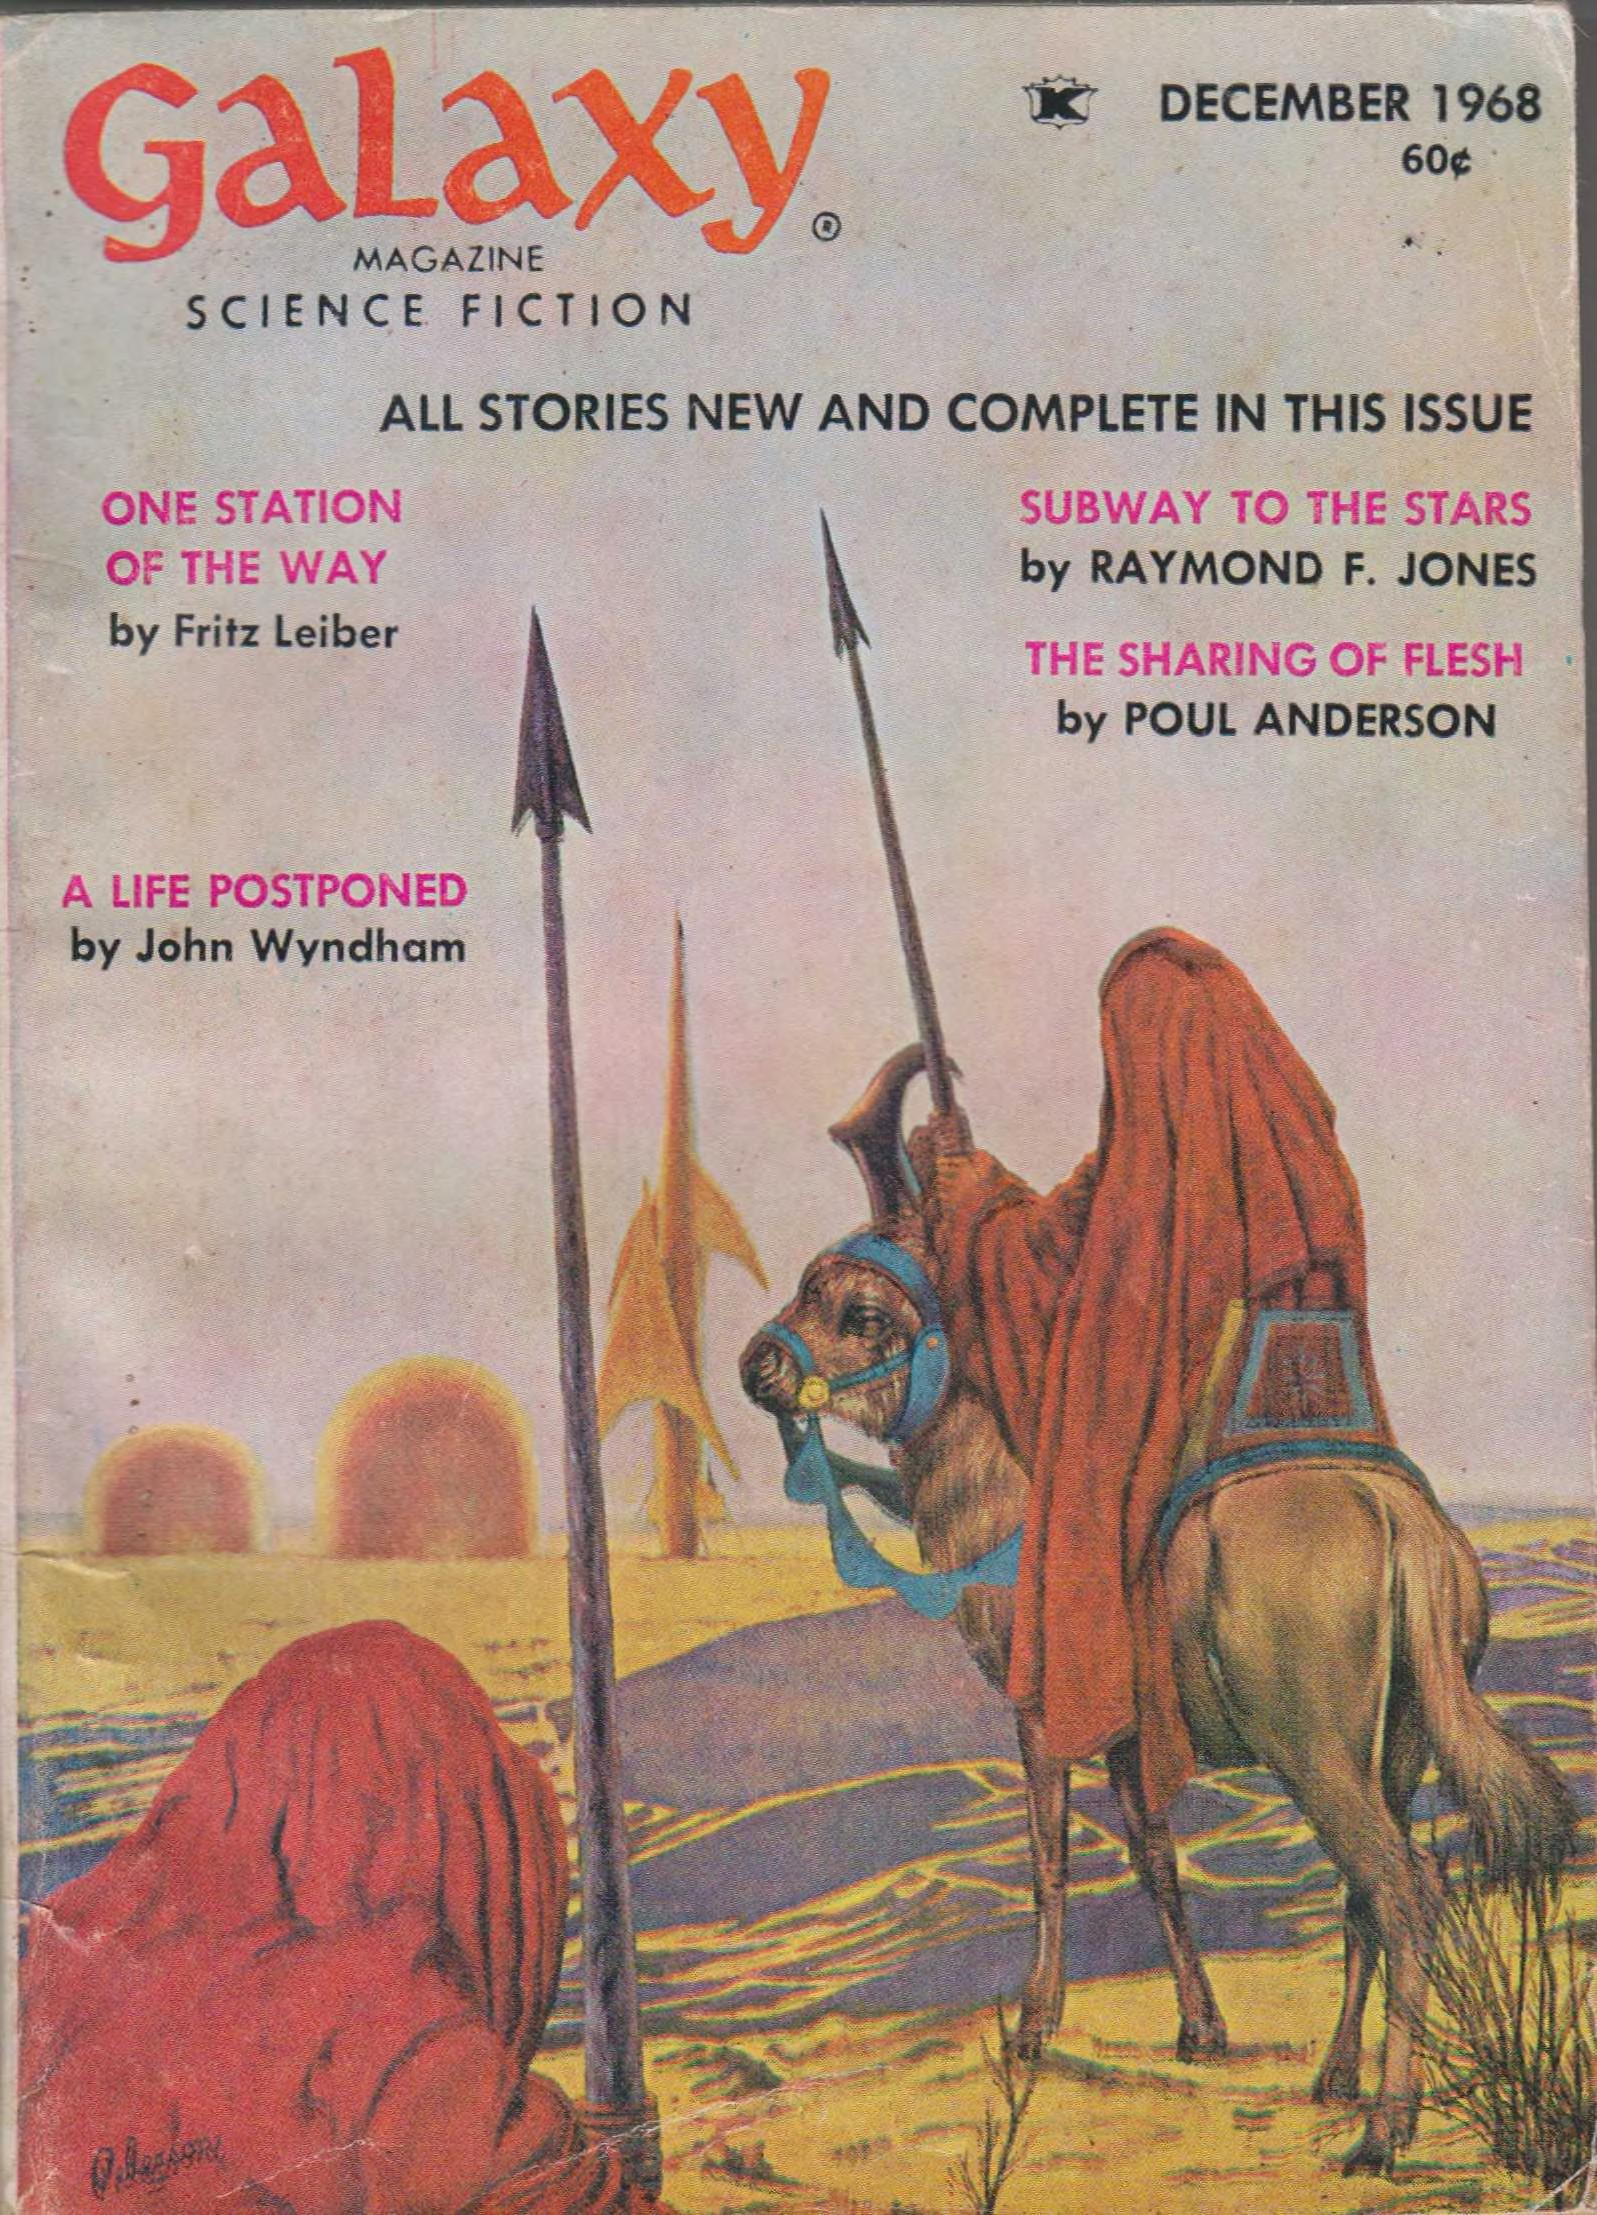 Galaxy
®
MAGAZINE
SCIENCE FICTION
K
DECEMBER 1968
60¢
ALL STORIES NEW AND COMPLETE IN THIS ISSUE
ONE STATION
OF THE WAY
by Fritz Leiber
SUBWAY TO THE STARS
by RAYMOND F. JONES
THE SHARING OF FLESH
by POUL ANDERSON
A LIFE POSTPONED
by John Wyndham